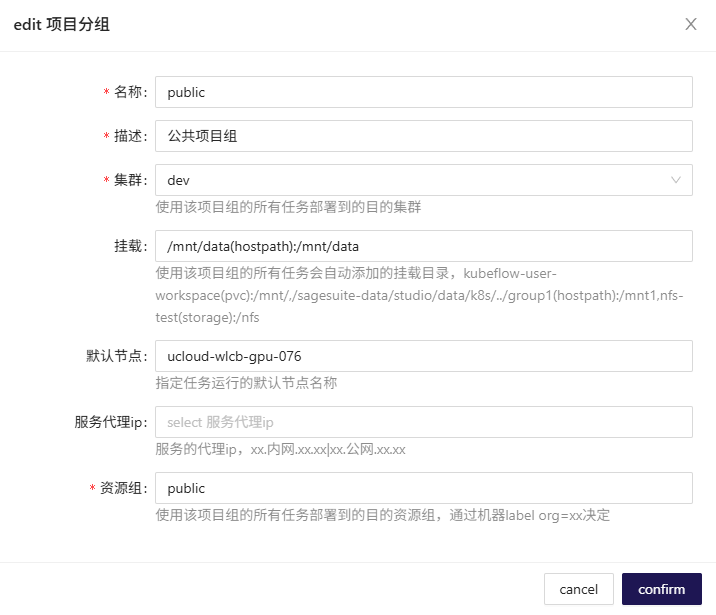 edit 项目分组
* 名称: public
* 描述: 公共项目组
* 集群: dev
使用该项目组的所有任务部署到的目的集群
挂载: /mnt/data(hostpath):/mnt/data
使用该项目组的所有任务会自动添加的挂载目录，kubeflow-user-
workspace(pvc):/mnt/,/sagesuite-data/studio/data/k8s/../group1(hostpath):/mnt1,nfs-
test(storage):/nfs
默认节点: ucloud-wlcb-gpu-076
指定任务运行的默认节点名称
服务代理ip: select 服务代理ip
服务的代理ip，xx.内网.xx.xx|xx.公网.xx.xx
* 资源组: public
使用该项目组的所有任务部署到的目的资源组，通过机器label org=xx决定
cancel confirm